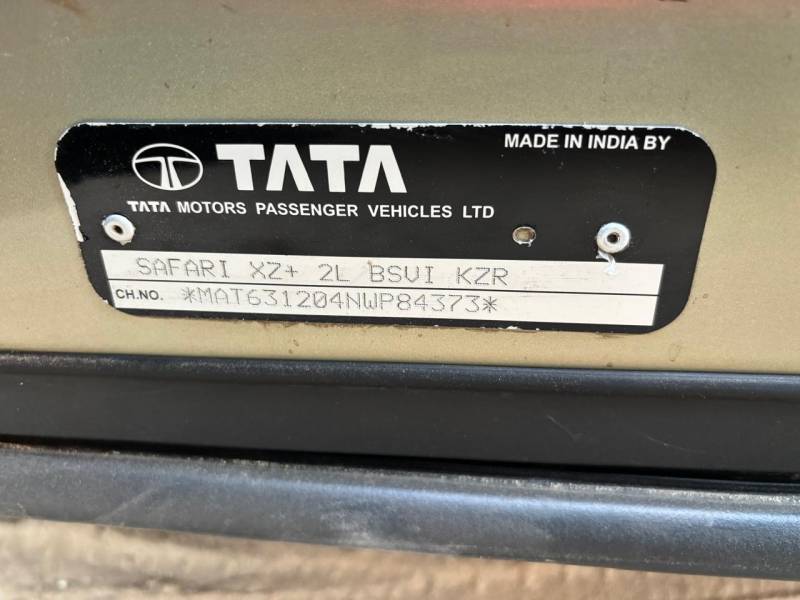 TATA
MADE IN INDIA BY
TATA MOTORS PASSENGER VEHICLES LTD
SAFARI XZ+ 2L BSVI KZR
CH.NO. *MAT631204NWP84373*